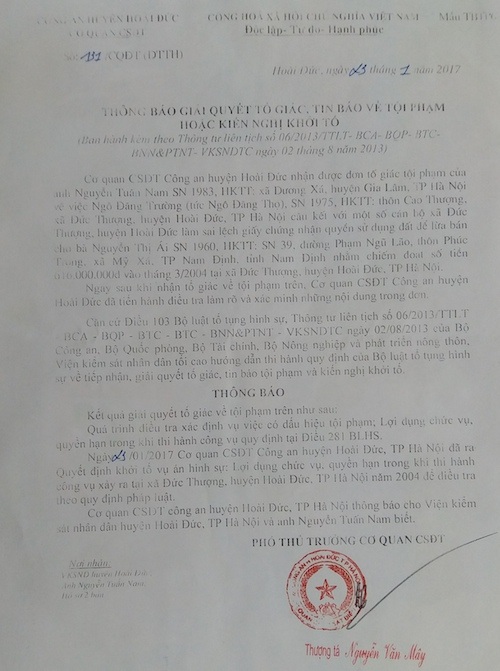 CÔNG AN HUYỆN HOÀI ĐỨC
CƠ QUAN CSĐT
Số: 131/CQĐT (ĐTTH)
CỘNG HÒA XÃ HỘI CHỦ NGHĨA VIỆT NAM
Độc lập- Tự do- Hạnh phúc
Mẫu
Hoài Đức, ngày 23 tháng 1 năm 2017
THÔNG BÁO GIẢI QUYẾT TỐ GIÁC, TIN BÁO VỀ TỘI PHẠM
HOẶC KIẾN NGHỊ KHỞI TỐ
(Ban hành kèm theo Thông tư liên tịch số 06/2013/TTLT- BCA- BQP- BTC-
BNN&PTNT- VKSNDTC ngày 02 tháng 8 năm 2013)
Cơ quan CSĐT Công an huyện Hoài Đức nhận được đơn tố giác tội phạm của
anh Nguyễn Tuấn Nam SN 1983, HKTT: xã Dương Xá, huyện Gia Lâm, TP Hà Nội
về việc Ngô Đăng Trường (tức Ngô Đăng Thọ), SN 1975, HKTT: thôn Cao Thượng,
xã Đức Thượng, huyện Hoài Đức, TP Hà Nội câu kết với một số cán bộ xã Đức
Thượng, huyện Hoài Đức làm sai lệch giấy chứng nhận quyền sử dụng đất để lừa bán
cho bà Nguyễn Thị Ái SN 1960, HKTT: SN 39, đường Phạm Ngũ Lão, thôn Phúc
Trọng, xã Mỹ Xá, TP Nam Định, tỉnh Nam Định nhằm chiếm đoạt số tiền
616.000.000đ vào tháng 3/2004 tại xã Đức Thượng, huyện Hoài Đức, TP Hà Nội.
Ngay sau khi nhận tố giác về tội phạm trên, Cơ quan CSĐT Công an huyện
Hoài Đức đã tiến hành điều tra làm rõ và xác minh những nội dung trong đơn.
Căn cứ Điều 103 Bộ luật tố tụng hình sự, Thông tư liên tịch số 06/2013/TTLT
- BCA - BQP - BTC - BTC - BNN&PTNT - VKSNDTC ngày 02/08/2013 của Bộ
Công an, Bộ Quốc phòng, Bộ Tài chính, Bộ Nông nghiệp và phát triển nông thôn,
Viện kiểm sát nhân dân tối cao hướng dẫn thi hành quy định của Bộ luật tố tụng hình
sự về tiếp nhận, giải quyết tố giác, tin báo tội phạm và kiến nghị khởi tố.
THÔNG BÁO
Kết quả giải quyết tố giác về tội phạm trên như sau:
Quá trình điều tra xác định vụ việc có dấu hiệu tội phạm; Lợi dụng chức vụ,
quyền hạn trong khi thi hành công vụ quy định tại Điều 281 BLHS.
Ngày 23/01/2017 Cơ quan CSĐT Công an huyện Hoài Đức, TP Hà Nội đã ra
Quyết định khởi tố vụ án hình sự: Lợi dụng chức vụ, quyền hạn trong khi thi hành
công vụ xảy ra tại xã Đức Thượng, huyện Hoài Đức, TP Hà Nội năm 2004 để điều tra
theo quy định pháp luật.
Cơ quan CSĐT công an huyện Hoài Đức, TP Hà Nội thông báo cho Viện kiểm
sát nhân dân huyện Hoài Đức, TP Hà Nội và anh Nguyễn Tuấn Nam biết.
PHÓ THỦ TRƯỞNG CƠ QUAN CSĐT
Nơi nhận:
VKSND huyện Hoài Đức;
Anh Nguyễn Tuấn Nam;
Hồ sơ 2 bản.
Thượng tá Nguyễn Văn Mây